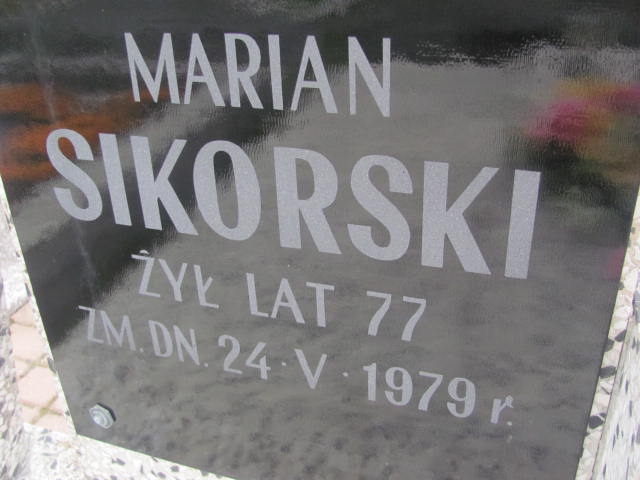 MARIAN
SIKORSKI
ŻYŁ LAT 77
ZM. DN. 24·V·1979 r.